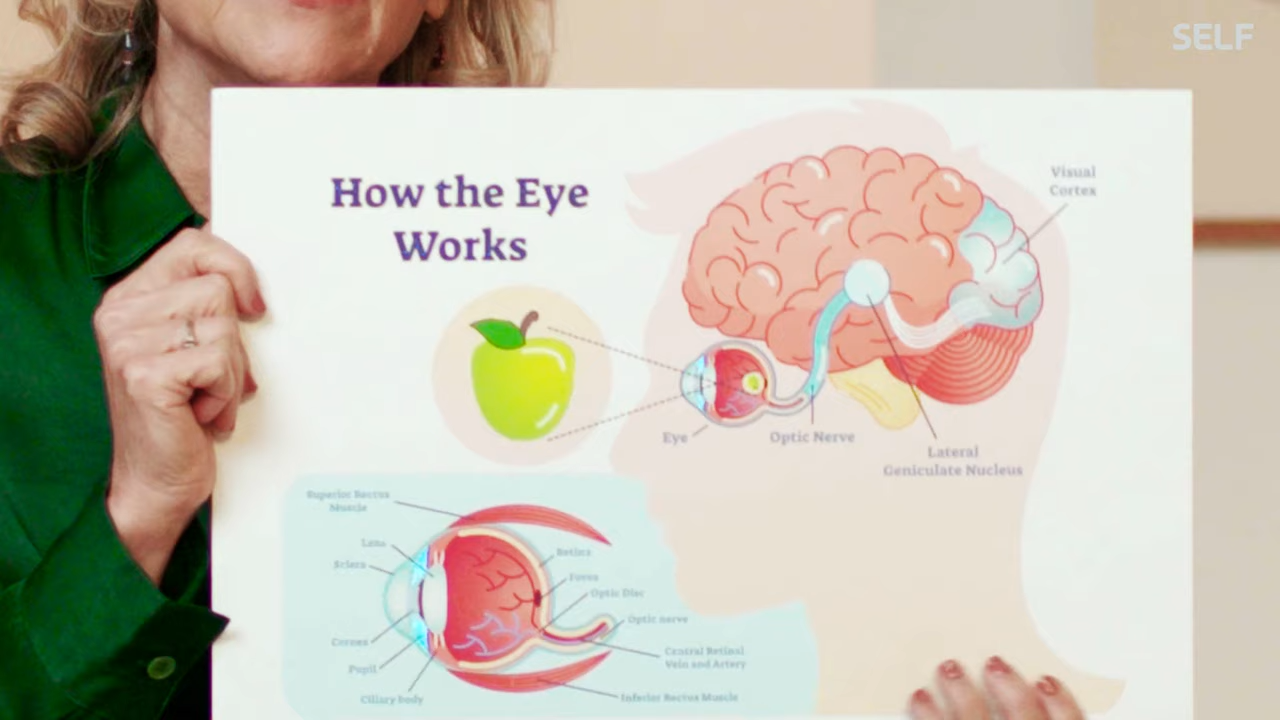 SELF
How the Eye
Works
Visual
Cortex
Eye
Optic Nerve
Lateral
Geniculate Nucleus
Superior Rectus
Muscle
Lens
Sclera
Cornea
Pupil
Ciliary body
Retina
Fovea
Optic Disc
Optic nerve
Central Retinal
Vein and Artery
Inferior Rectus Muscle